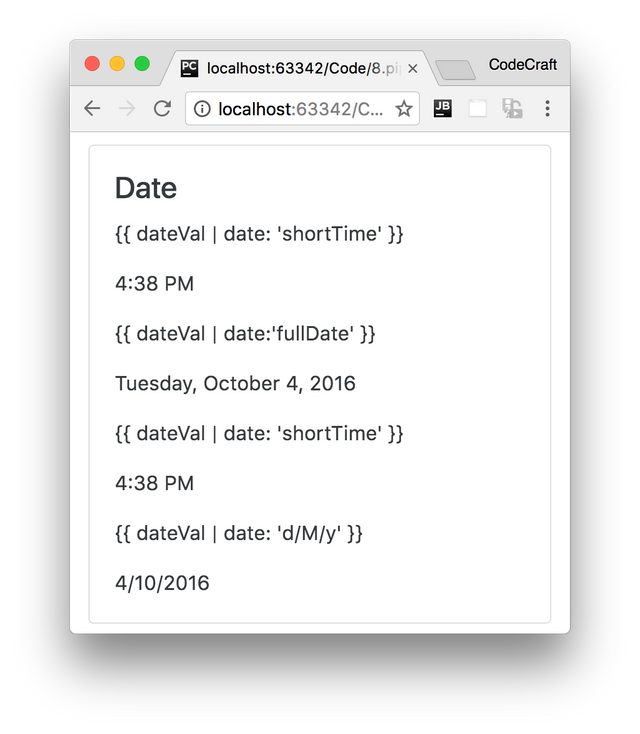 PC localhost:63342/Code/8.pi
CodeCraft
localhost:63342/C...
JB
Date
{{ dateVal | date: 'shortTime' }}
4:38 PM
{{ dateVal | date:'fullDate' }}
Tuesday, October 4, 2016
{{ dateVal | date: 'shortTime' }}
4:38 PM
{{ dateVal | date: 'd/M/y' }}
4/10/2016